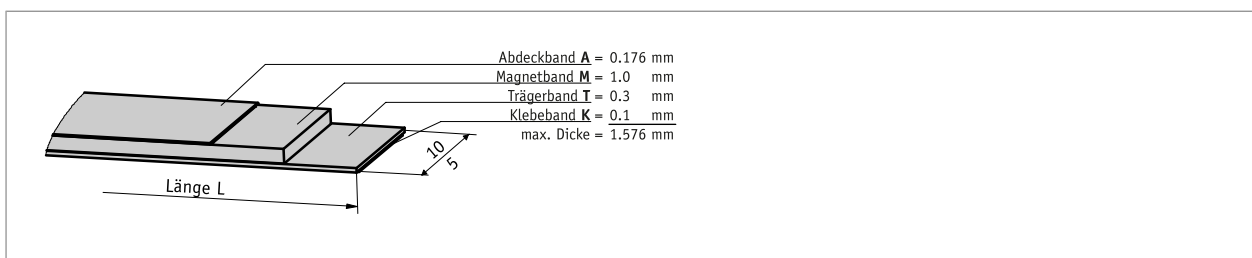 Abdeckband A = 0.176 mm
Magnetband M = 1.0 mm
Trägerband T = 0.3 mm
Klebeband K = 0.1 mm
max. Dicke = 1.576 mm
10
5
Länge L